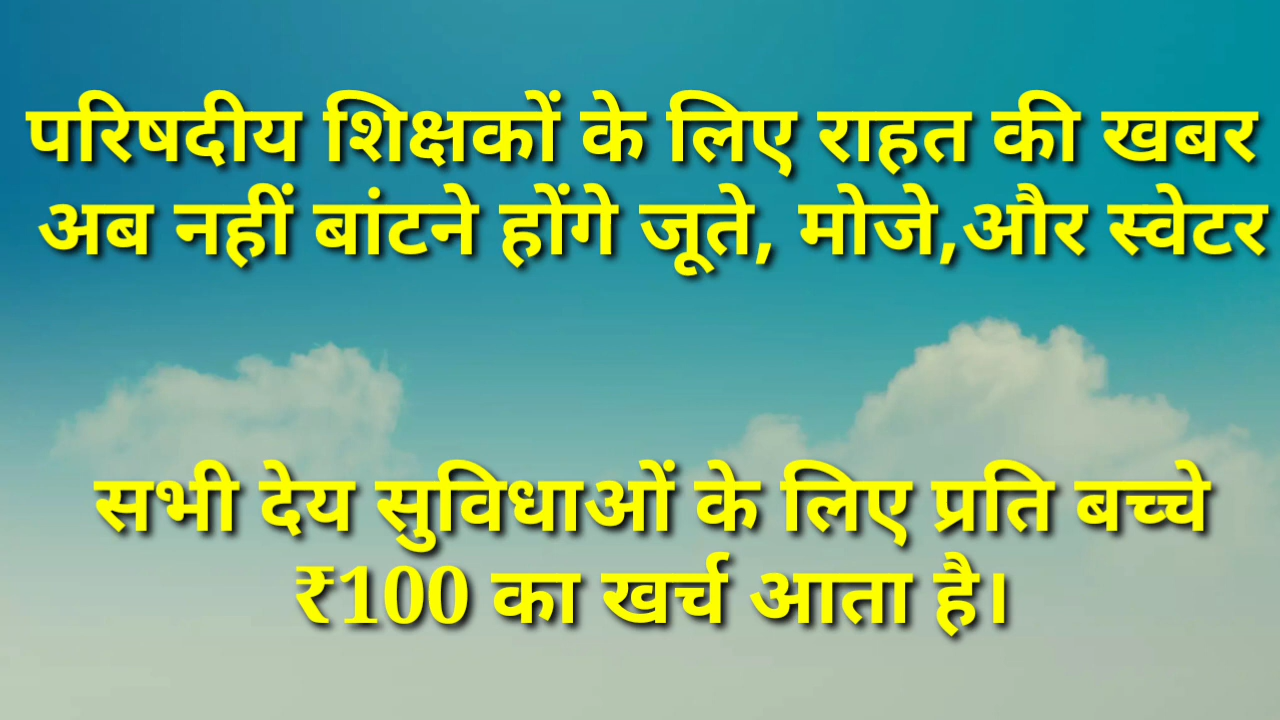 परिषदीय शिक्षकों के लिए राहत की खबर
अब नहीं बांटने होंगे जूते, मोजे,और स्वेटर
सभी देय सुविधाओं के लिए प्रति बच्चे
₹100 का खर्च आता है।